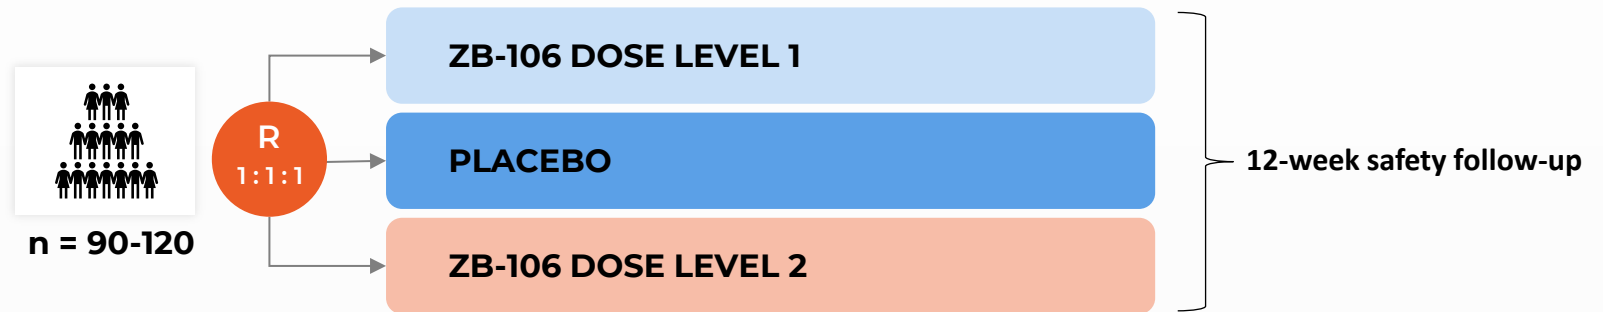 ZB-106 DOSE LEVEL 1
R
1:1:1
PLACEBO
12-week safety follow-up
n = 90-120
ZB-106 DOSE LEVEL 2